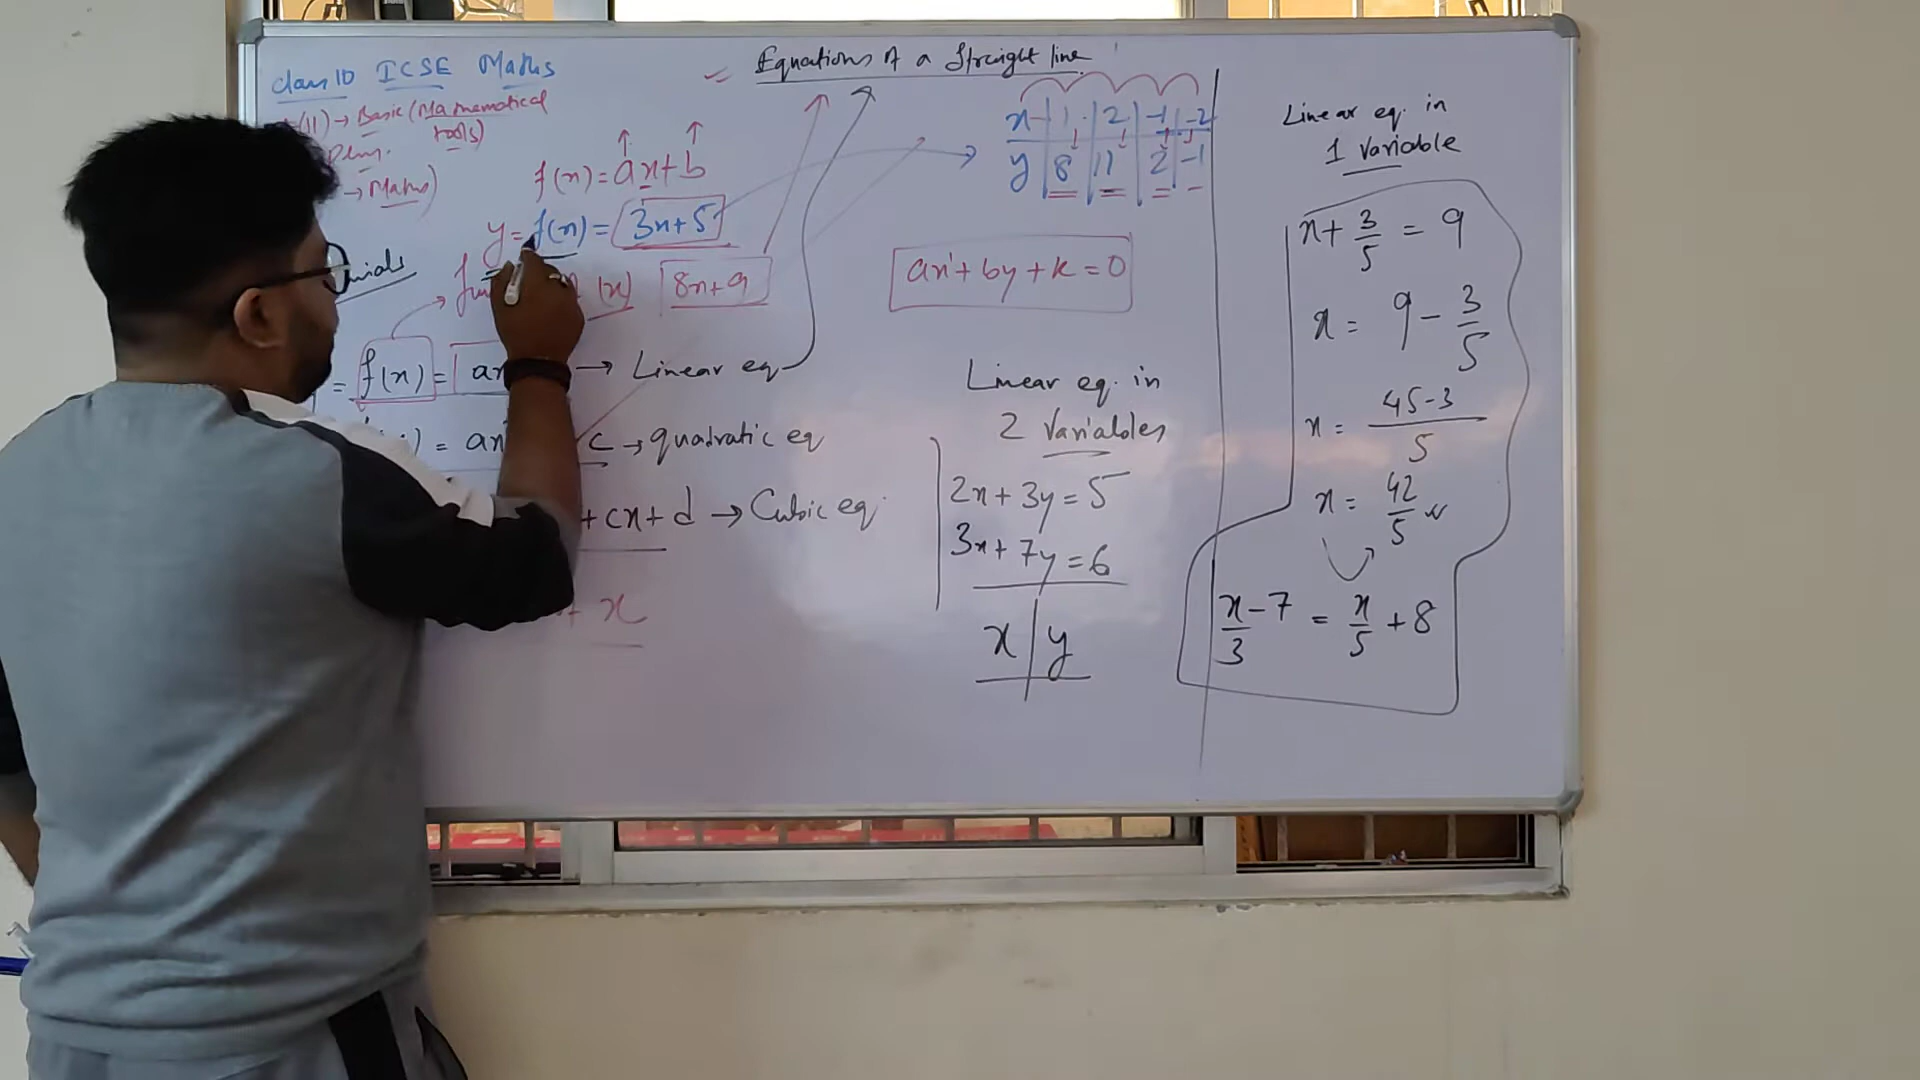 Class 10 ICSE Maths
(11) → Basic (Mathematical
tools)
→ Maths)
Equations of a Straight line
f(x) = ax + b
y = f(x) = 3x+5
(x) 8x+9
f(x) = ax → Linear eq
= ax c → quadratic eq
+ cx + d → Cubic eq.
+ x
x | 1 | 2 | -1 | -2
y | 8 | 11 | 2 | -1
ax + by + k = 0
Linear eq. in
2 Variables
2x + 3y = 5
3x + 7y = 6
x | y
Linear eq. in
1 Variable
x + 3/5 = 9
x = 9 - 3/5
x = 45-3/5
x = 42/5
x/3 - 7 = x/5 + 8